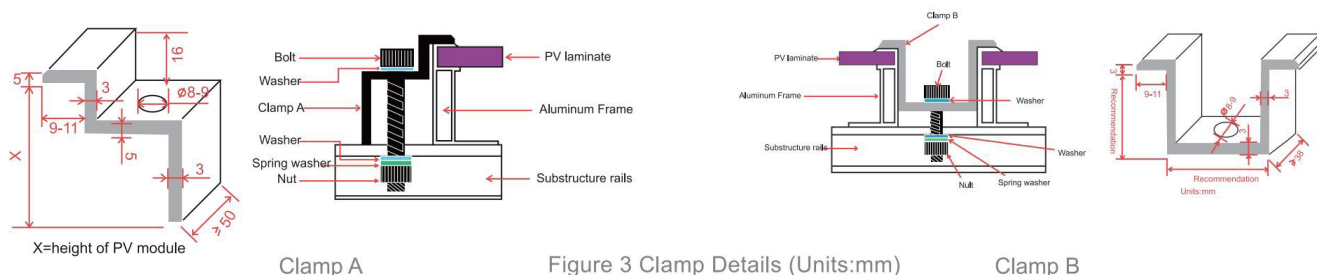 16
5
3
ø8-9
9-11
X
5
3
≥50
X=height of PV module
Bolt
Washer
Clamp A
Washer
Spring washer
Nut
PV laminate
Aluminum Frame
Substructure rails
Clamp A
Clamp B
PV laminate
Bolt
Aluminum Frame
Washer
Substructure rails
Washer
Spring washer
Nult
3
9-11
Recommendation
Ø8-9
3
3
≥38
Recommendation
Units:mm
Figure 3 Clamp Details (Units:mm)
Clamp B